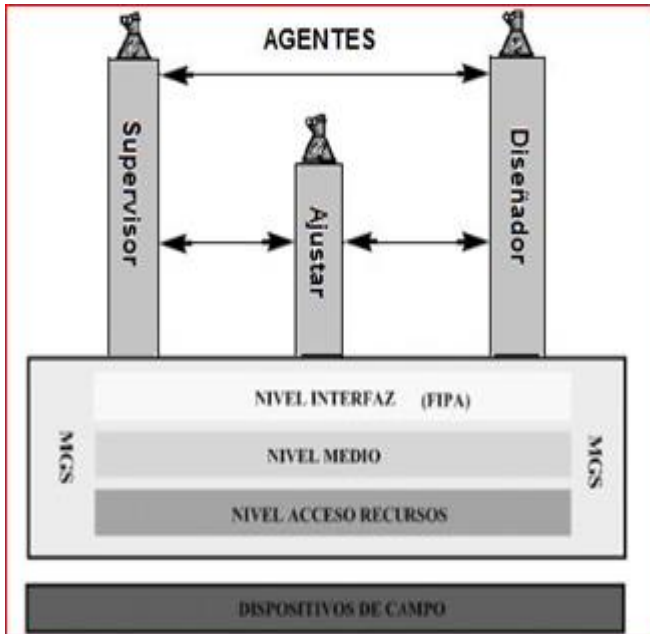 AGENTES
Supervisor
Ajustar
Diseñador
NIVEL INTERFAZ (FIPA)
MGS
NIVEL MEDIO
MGS
NIVEL ACCESO RECURSOS
DISPOSITIVOS DE CAMPO